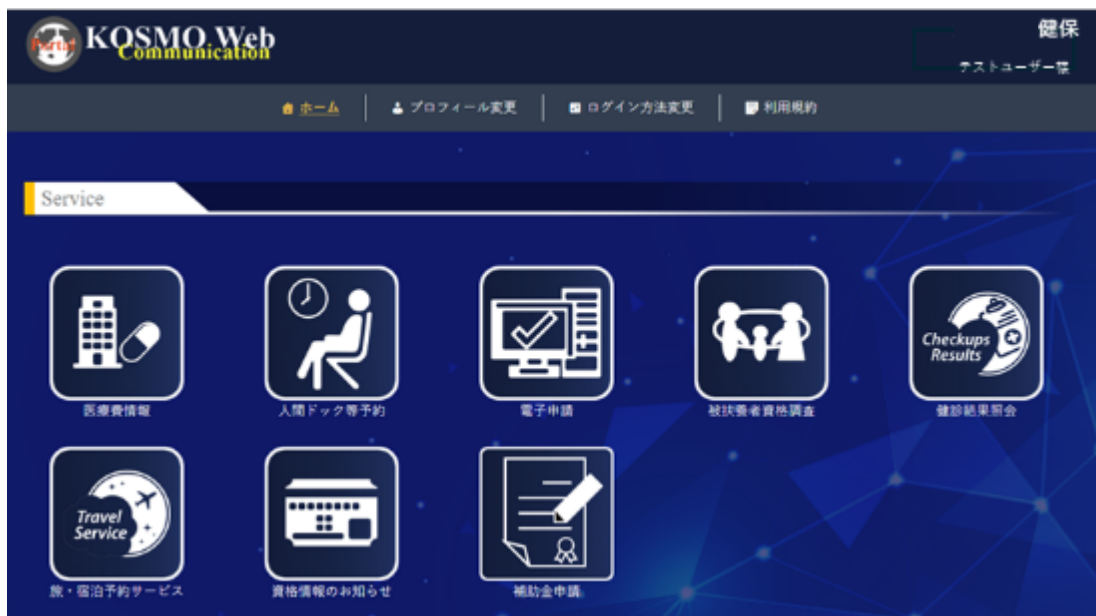 Portal KOSMO Web
Communication
健保
テストユーザー様
ホーム
プロフィール変更
ログイン方法変更
利用規約
Service
Checkups
Results
医療費情報
人間ドック等予約
電子申請
被扶養者資格調査
健診結果照会
Travel
Service
旅・宿泊予約サービス
資格情報のお知らせ
補助金申請